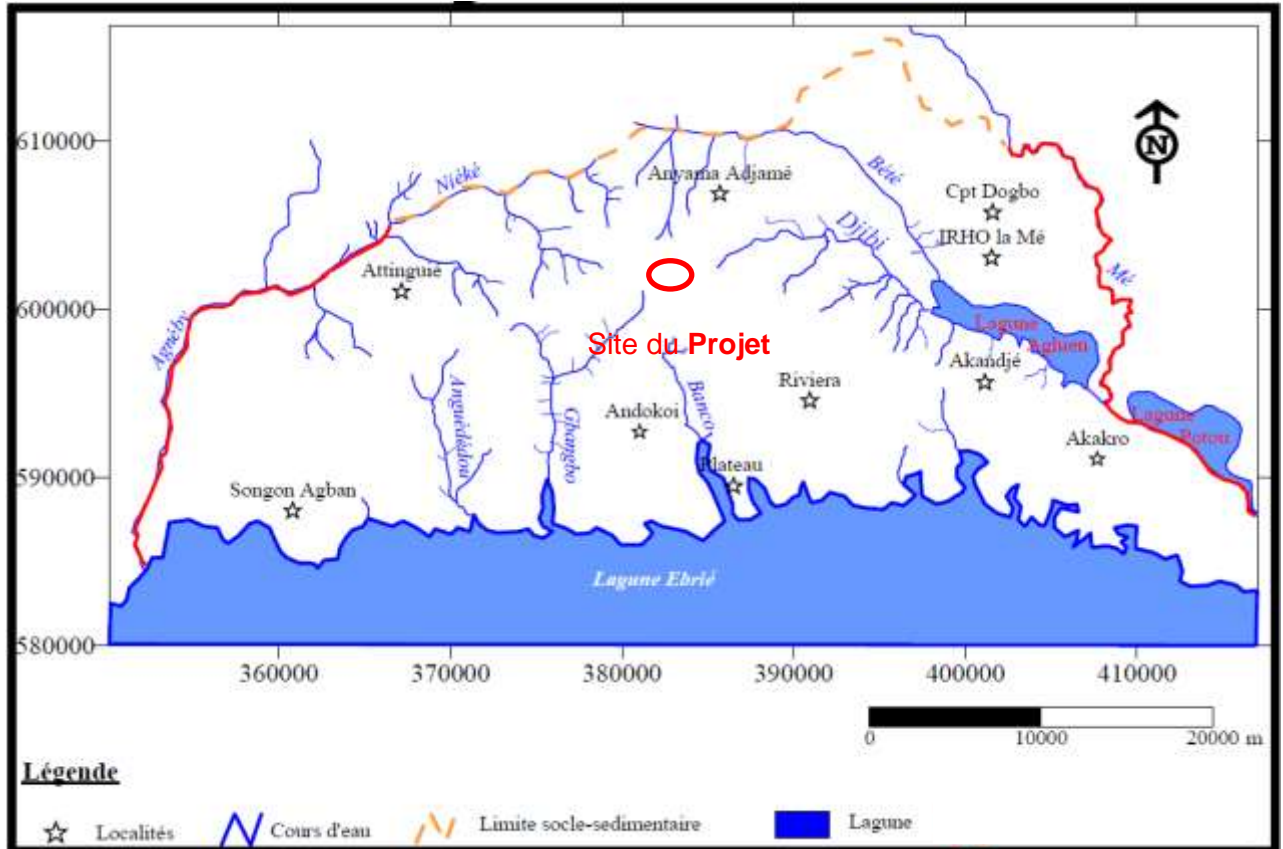 610000
600000
590000
580000
Niéké
Anyama Adjamé
Bété
Cpt Dogbo
IRHO la Mé
Djibi
Mé
Attinguié
Agnéby
Site du Projet
Lagune
Aghien
Akandjé
Riviera
Banco
Andokoi
Gbangbo
Anguédédou
Lagune
Potou
Akakro
Plateau
Songon Agban
Lagune Ebrié
N
360000 370000 380000 390000 400000 410000
0 10000 20000 m
Légende
Localités Cours d'eau Limite socle-sedimentaire Lagune